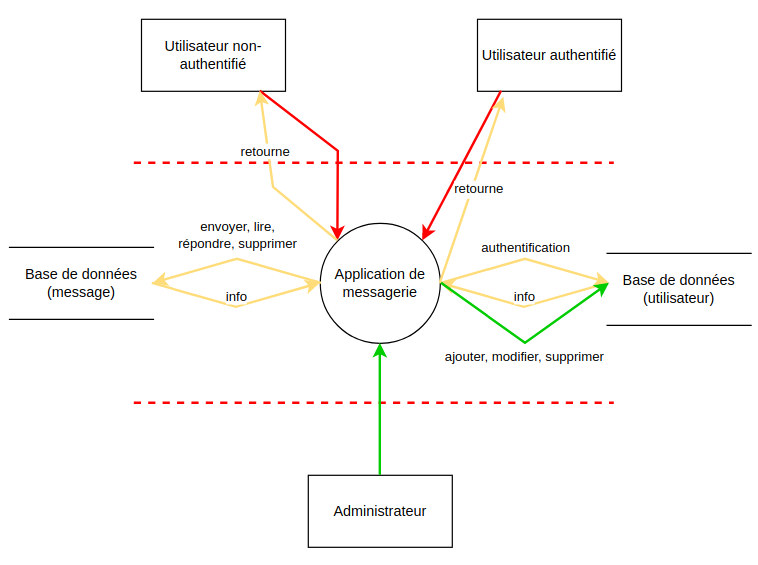 Utilisateur non-
authentifié
Utilisateur authentifié
retourne
retourne
envoyer, lire,
répondre, supprimer
authentification
Base de données
(message)
info
Application de
messagerie
info
Base de données
(utilisateur)
ajouter, modifier, supprimer
Administrateur